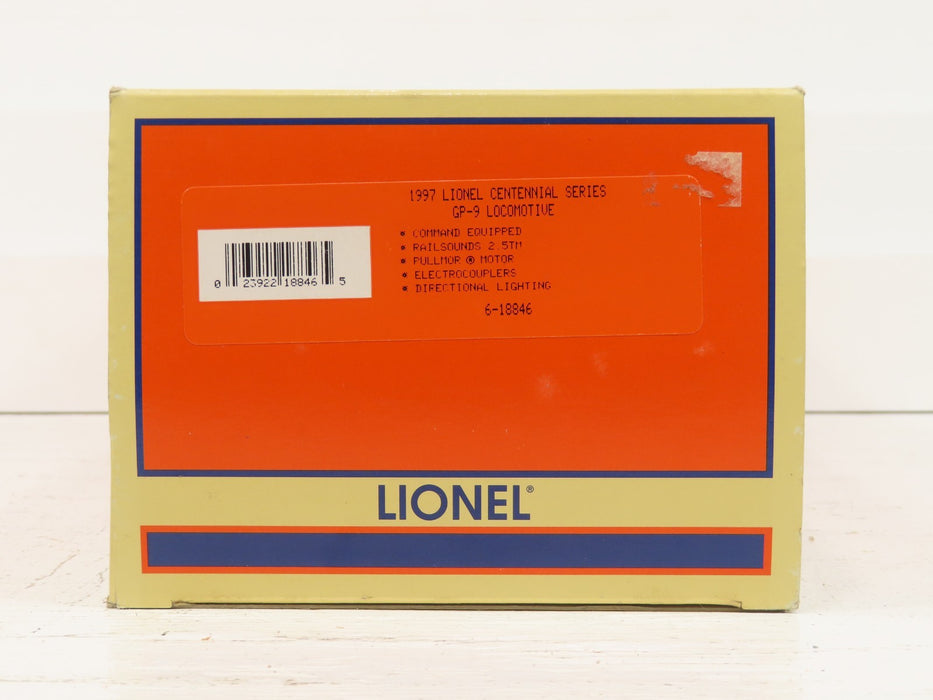 1997 LIONEL CENTENNIAL SERIES
GP-9 LOCOMOTIVE
* COMMAND EQUIPPED
* RAILSOUNDS 2.5TM
* PULLMOR ® MOTOR
* ELECTROCOUPLERS
* DIRECTIONAL LIGHTING
6-18846
0 23922 18846 5
LIONEL®